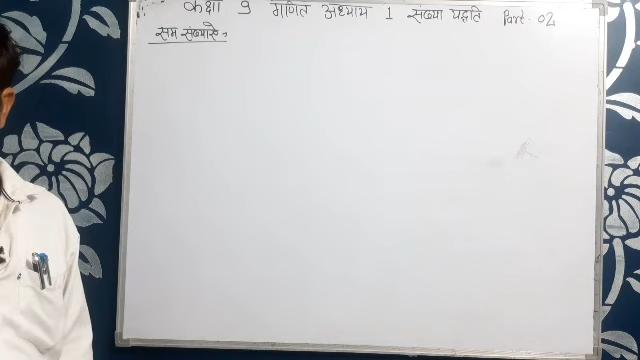 कक्षा 9 गणित अध्याय 1 संख्या पद्धति Part-02
सम संख्याऐ,